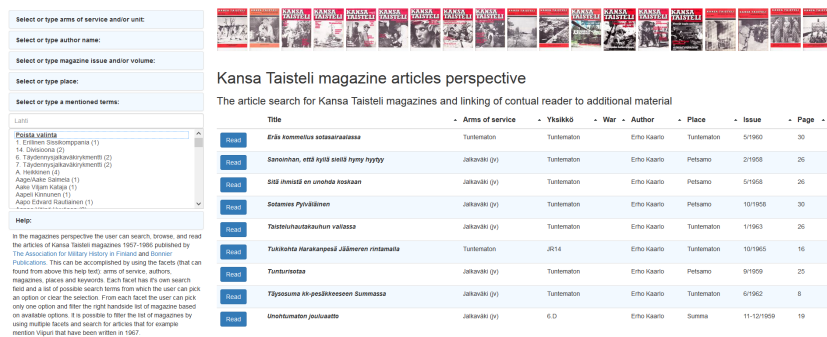 Select or type arms of service and/or unit:
Select or type author name:
Select or type magazine issue and/or volume:
Select or type place:
Select or type a mentioned terms:
Lahti
Poista valinta
1. Erillinen Sissikomppania (1)
14. Divisioona (2)
6. Täydennysjalkaväkirykmentti (2)
7. Täydennysjalkaväkirykmentti (2)
A. Heikkinen (4)
Aage/Aake Salmela (1)
Aake Viljam Kataja (1)
Aapeli Kinnunen (1)
Aapo Edvard Rautiainen (1)
Help:
In the magazines perspective the user can search, browse, and read
the articles of Kansa Taisteli magazines 1957-1986 published by
The Association for Military History in Finland and Bonnier
Publications. This can be accomplished by using the facets (that can
found from above this help text): arms of service, authors,
magazines, places and keywords. Each facet has it's own search
field and a list of possible search terms from which the user can pick
an option or clear the selection. From each facet the user can pick
only one option and filter the right handside list of magazine based
on available options. It is possible to filter the list of magazines by
using multiple facets and search for articles that for example
mention Viipuri that have been written in 1967.
KANSA TAISTELI
Kansa Taisteli magazine articles perspective
The article search for Kansa Taisteli magazines and linking of contual reader to additional material
Title Arms of service Yksikkö War Author Place Issue Page
Read Eräs kommellus sotasairaalassa Tuntematon Tuntematon Erho Kaarlo Tuntematon 5/1960 30
Read Sanoinhan, että kyllä siellä hymy hyytyy Jalkaväki (jv) Tuntematon Erho Kaarlo Petsamo 2/1958 26
Read Sitä ihmistä en unohda koskaan Jalkaväki (jv) Tuntematon Erho Kaarlo Petsamo 5/1958 26
Read Sotamies Pylväläinen Jalkaväki (jv) Tuntematon Erho Kaarlo Petsamo 10/1958 30
Read Taisteluhautakauhun vallassa Jalkaväki (jv) Tuntematon Erho Kaarlo Tuntematon 1/1963 26
Read Tukikohta Harakanpesä Jäämeren rintamalla Tuntematon JR14 Erho Kaarlo Tuntematon 10/1965 16
Read Tunturisotaa Jalkaväki (jv) Tuntematon Erho Kaarlo Petsamo 9/1959 25
Read Täysosuma kk-pesäkkeeseen Summassa Jalkaväki (jv) Tuntematon Erho Kaarlo Tuntematon 6/1962 8
Read Unohtumaton jouluaatto Jalkaväki (jv) 6.D Erho Kaarlo Summa 11-12/1959 19